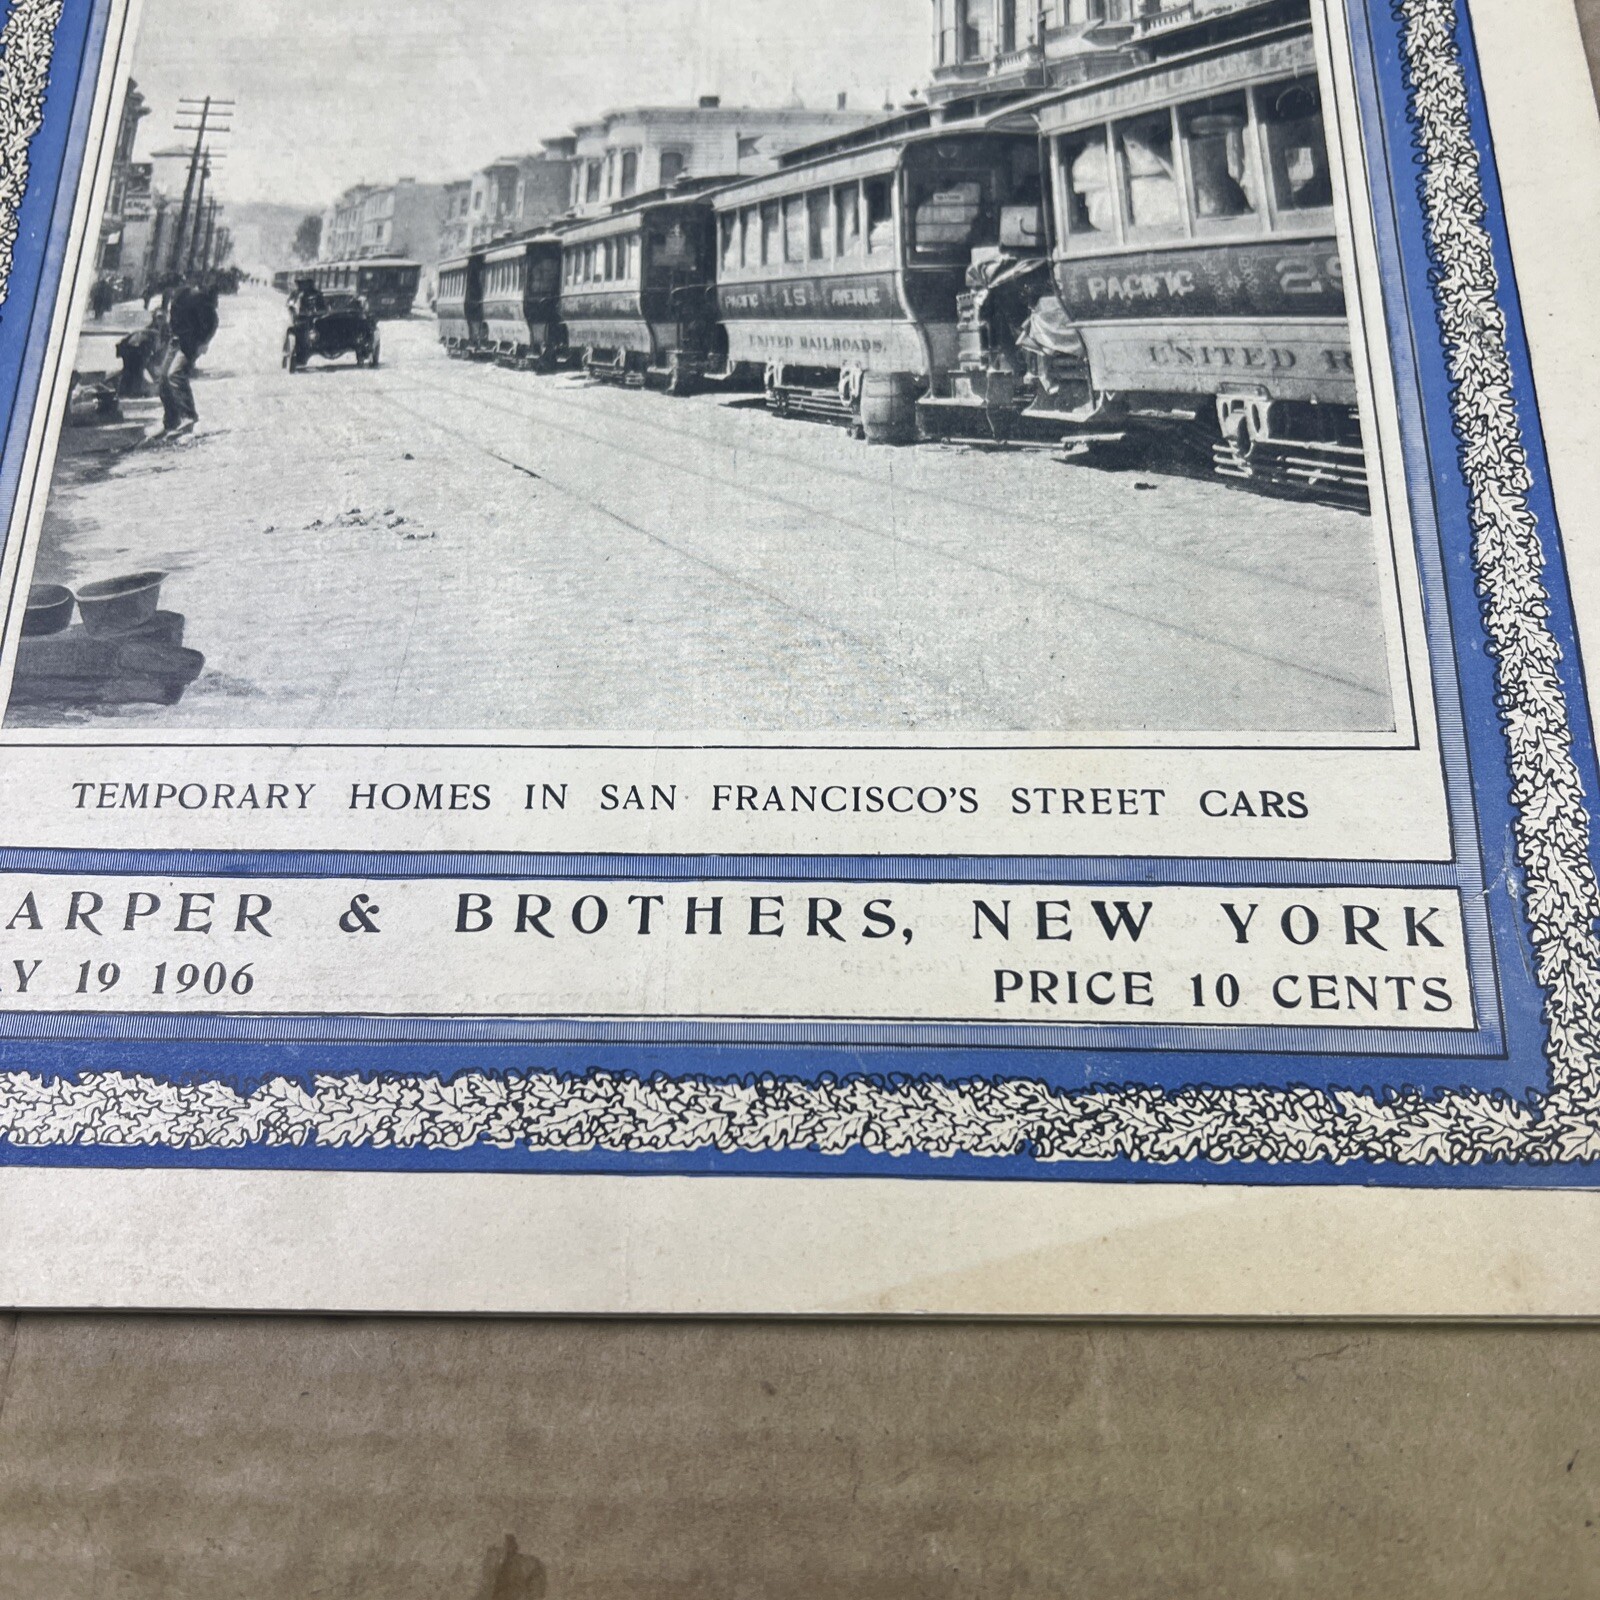 PACIFIC 15 AVENUE
UNITED RAILROADS.
PACIFIC
UNITED R
TEMPORARY HOMES IN SAN FRANCISCO'S STREET CARS
ARPER & BROTHERS, NEW YORK
Y 19 1906
PRICE 10 CENTS